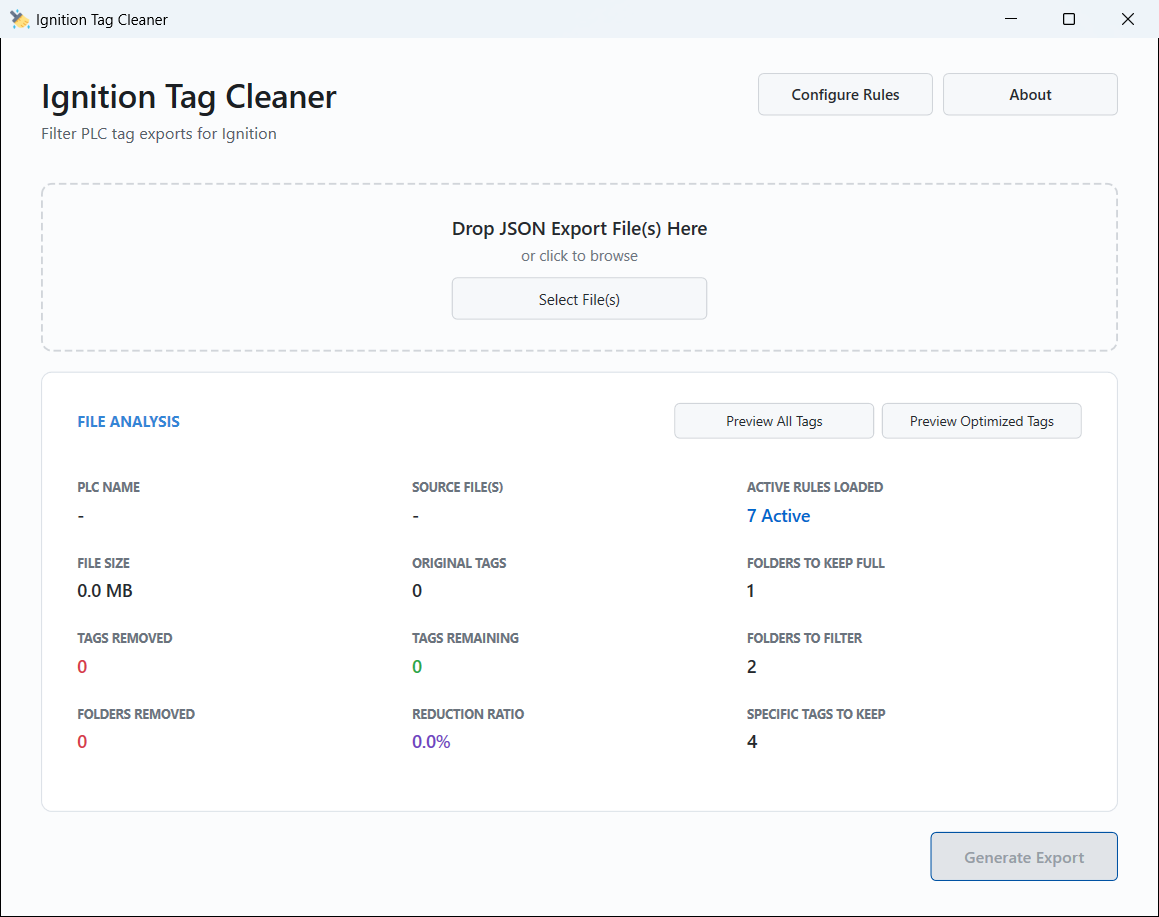 Ignition Tag Cleaner
Ignition Tag Cleaner
Filter PLC tag exports for Ignition
Configure Rules
About
Drop JSON Export File(s) Here
or click to browse
Select File(s)
FILE ANALYSIS
Preview All Tags
Preview Optimized Tags
PLC NAME
-
SOURCE FILE(S)
-
ACTIVE RULES LOADED
7 Active
FILE SIZE
0.0 MB
ORIGINAL TAGS
0
FOLDERS TO KEEP FULL
1
TAGS REMOVED
0
TAGS REMAINING
0
FOLDERS TO FILTER
2
FOLDERS REMOVED
0
REDUCTION RATIO
0.0%
SPECIFIC TAGS TO KEEP
4
Generate Export